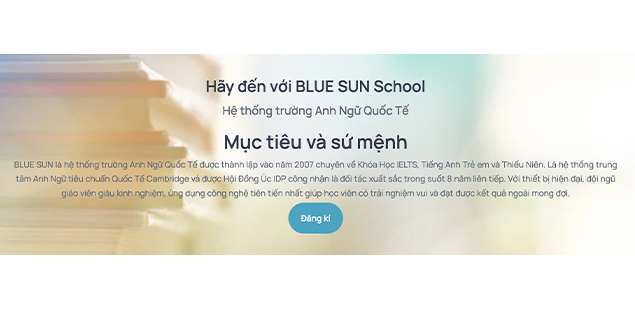 Hãy đến với BLUE SUN School
Hệ thống trường Anh Ngữ Quốc Tế
Mục tiêu và sứ mệnh
BLUE SUN là hệ thống trường Anh Ngữ Quốc Tế được thành lập vào năm 2007 chuyên về Khóa Học IELTS, Tiếng Anh Trẻ em và Thiếu Niên. Là hệ thống trung
tâm Anh Ngữ tiêu chuẩn Quốc Tế Cambridge và được Hội Đồng Úc IDP công nhận là đối tác xuất sắc trong suốt 8 năm liên tiếp. Với thiết bị hiện đại, đội ngũ
giáo viên giàu kinh nghiệm, ứng dụng công nghệ tiên tiến nhất giúp học viên có trải nghiệm vui và đạt được kết quả ngoài mong đợi.
Đăng kí